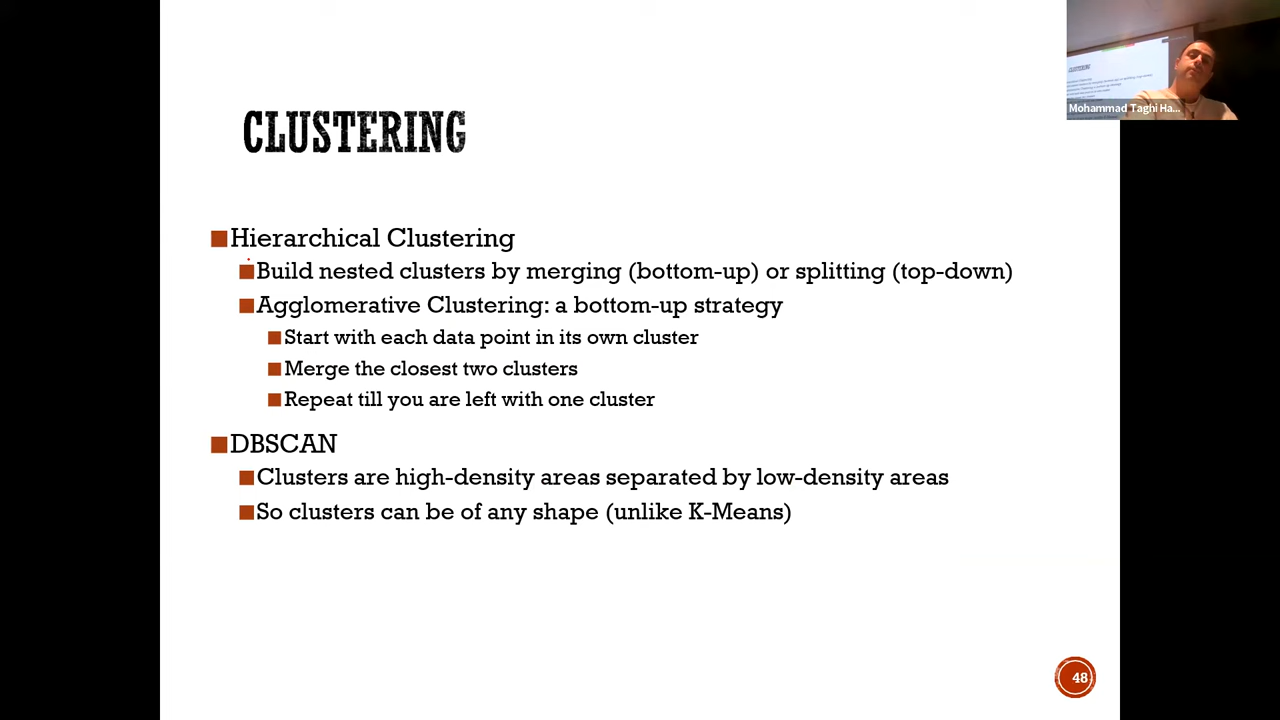 CLUSTERING
Hierarchical Clustering
Build nested clusters by merging (bottom-up) or splitting (top-down)
Agglomerative Clustering: a bottom-up strategy
Start with each data point in its own cluster
Merge the closest two clusters
Repeat till you are left with one cluster
DBSCAN
Clusters are high-density areas separated by low-density areas
So clusters can be of any shape (unlike K-Means)
48
CLUSTERING
Mohammad Taghi Ha...